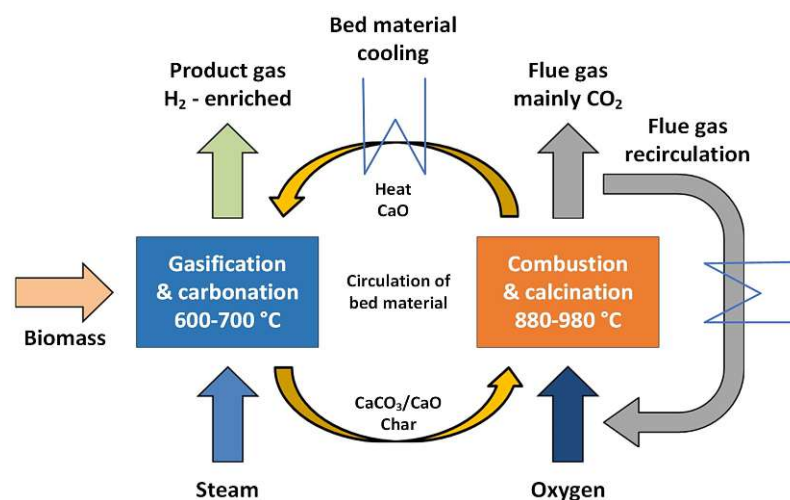 Bed material
cooling
Product gas
H₂ - enriched
Flue gas
mainly CO₂
Flue gas
recirculation
Heat
CaO
Gasification
& carbonation
600-700 °C
Circulation of
bed material
Combustion
& calcination
880-980 °C
Biomass
CaCO₃/CaO
Char
Steam
Oxygen